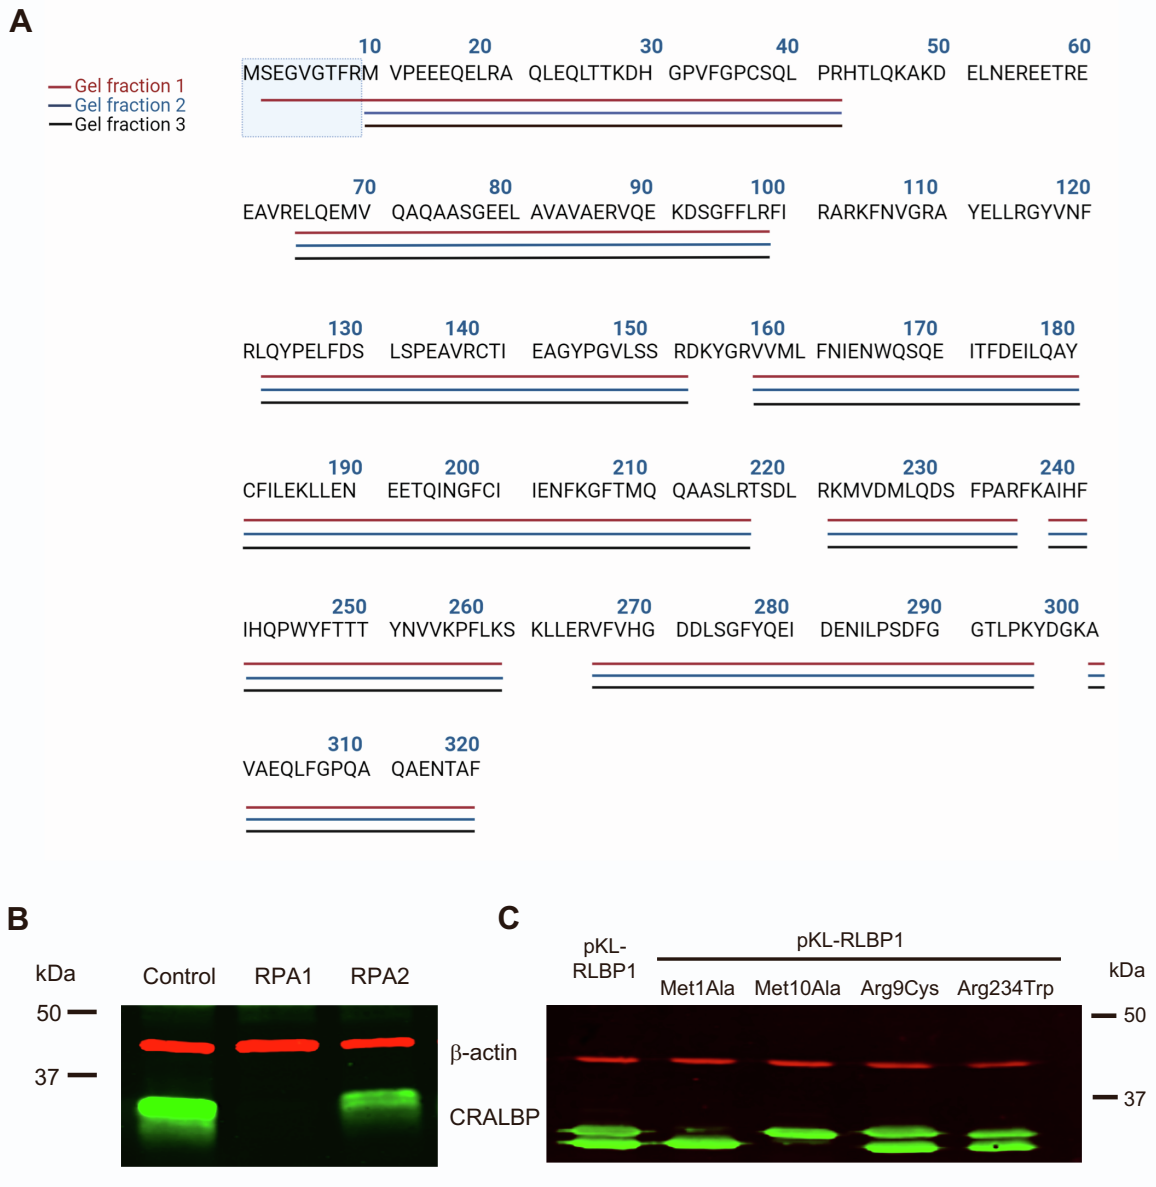 A
10 20 30 40 50 60
MSEGVGTFRM VPEEEQELRA QLEQLTTKDH GPVFGPCSQL PRHTLQKAKD ELNEREETRE
Gel fraction 1
Gel fraction 2
Gel fraction 3
70 80 90 100 110 120
EAVRELQEMV QAQAASGEEL AVAVAERVQE KDSGFFLRFI RARKFNVGRA YELLRGYVNF
130 140 150 160 170 180
RLQYPELFDS LSPEAVRCTI EAGYPGVLSS RDKYGRVVML FNIENWQSQE ITFDEILQAY
190 200 210 220 230 240
CFILEKLLEN EETQINGFCI IENFKGFTMQ QAASLRTSDL RKMVDMLQDS FPARFKAIHF
250 260 270 280 290 300
IHQPWYFTTT YNVVKPFLKS KLLERVFVHG DDLSGFYQEI DENILPSDFG GTLPKYDGKA
310 320
VAEQLFGPQA QAENTAF
B
kDa
Control RPA1 RPA2
50
37
β-actin
CRALBP
C
pKL-
RLBP1
pKL-RLBP1
Met1Ala Met10Ala Arg9Cys Arg234Trp
kDa
50
37